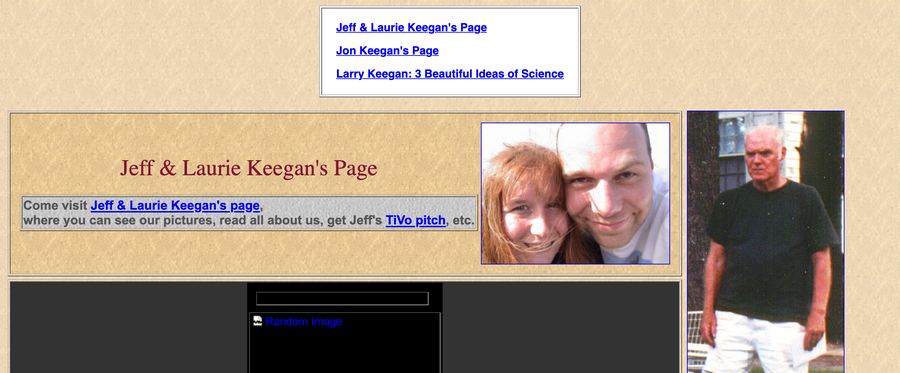 Jeff & Laurie Keegan's Page
Jon Keegan's Page
Larry Keegan: 3 Beautiful Ideas of Science
Jeff & Laurie Keegan's Page
Come visit Jeff & Laurie Keegan's page,
where you can see our pictures, read all about us, get Jeff's TiVo pitch, etc.
Random Image